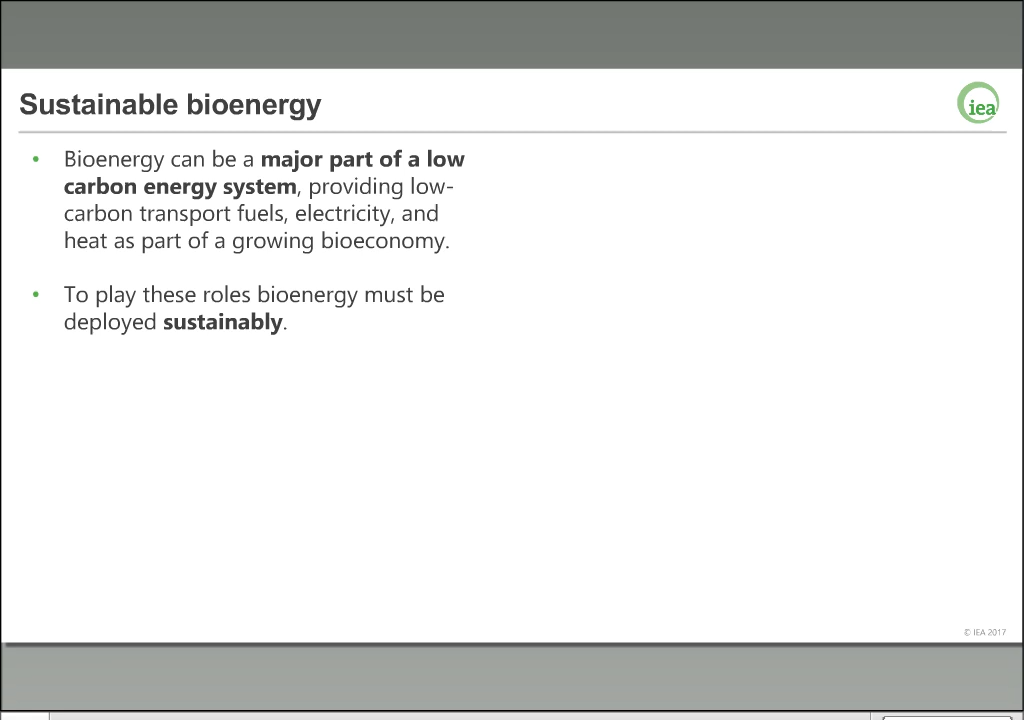 Sustainable bioenergy
iea
• Bioenergy can be a major part of a low
carbon energy system, providing low-
carbon transport fuels, electricity, and
heat as part of a growing bioeconomy.
• To play these roles bioenergy must be
deployed sustainably.
© IEA 2017